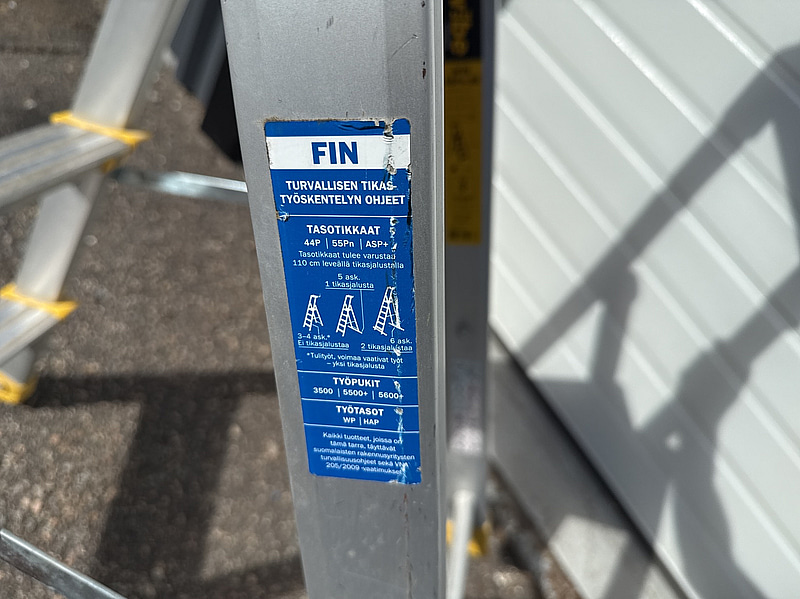 FIN
TURVALLISEN TIKAS-
TYÖSKENTELYN OHJEET
TASOTIKKAAT
44P | 55Pn | ASP+
Tasotikkaat tulee varustaa
110 cm leveällä tikasjalustalla
5 ask.
1 tikasjalusta
3–4 ask.*
Ei tikasjalustaa
6 ask.
2 tikasjalustaa
*Tulityöt, voimaa vaativat työt
– yksi tikasjalusta
TYÖPUKIT
3500 | 5500+ | 5600+
TYÖTASOT
WP | HAP
Kaikki tuotteet, joissa on
tämä tarra, täyttävät
suomalaisten rakennusyritysten
turvallisuusohjeet sekä VNA
205/2009 -vaatimukset